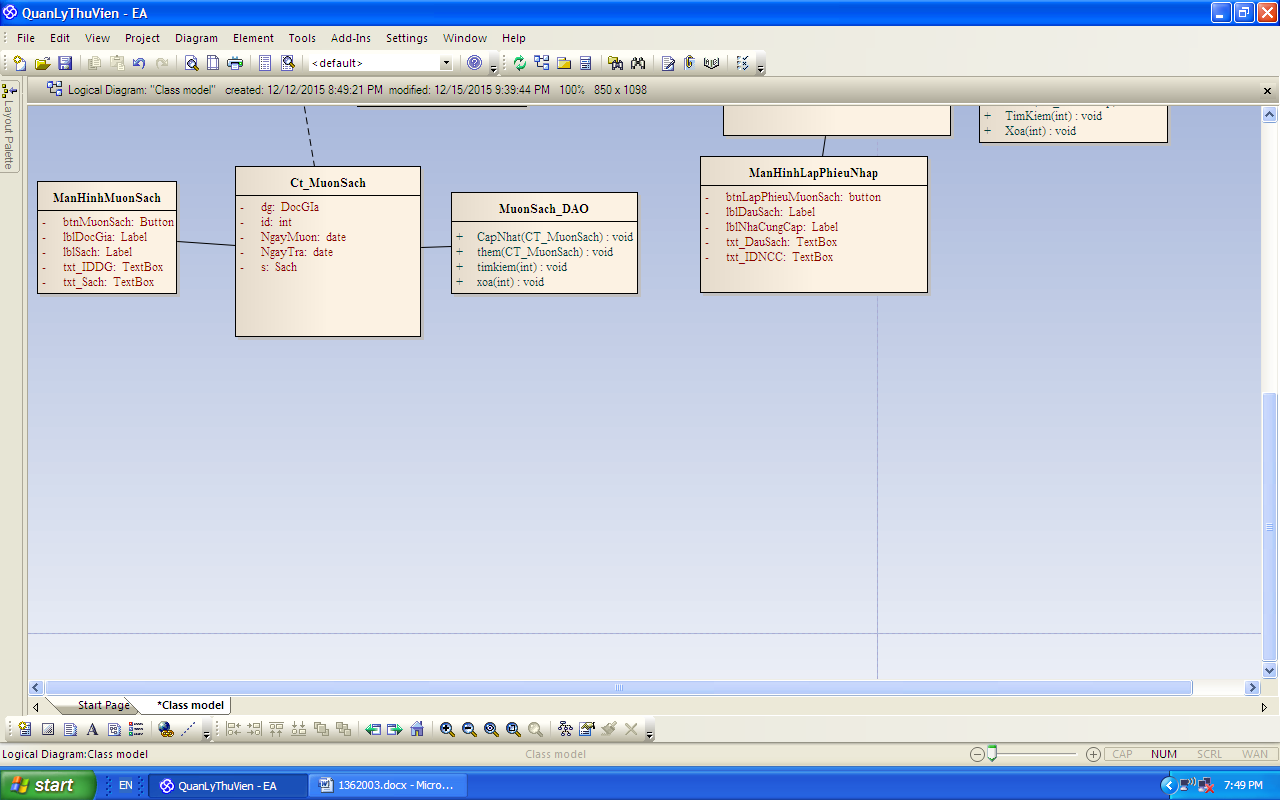 QuanLyThuVien - EA
File Edit View Project Diagram Element Tools Add-Ins Settings Window Help
<default>
Logical Diagram: "Class model" created: 12/12/2015 8:49:21 PM modified: 12/15/2015 9:39:44 PM 100% 850 x 1098
Layout Palette
+ TimKiem(int) : void
+ Xoa(int) : void
ManHinhMuonSach
- btnMuonSach: Button
- lblDocGia: Label
- lblSach: Label
- txt_IDDG: TextBox
- txt_Sach: TextBox
Ct_MuonSach
- dg: DocGIa
- id: int
- NgayMuon: date
- NgayTra: date
- s: Sach
MuonSach_DAO
+ CapNhat(CT_MuonSach) : void
+ them(CT_MuonSach) : void
+ timkiem(int) : void
+ xoa(int) : void
ManHinhLapPhieuNhap
- btnLapPhieuMuonSach: button
- lblDauSach: Label
- lblNhaCungCap: Label
- txt_DauSach: TextBox
- txt_IDNCC: TextBox
Start Page *Class model
Logical Diagram:Class model Class model CAP NUM SCRL WAN
start EN QuanLyThuVien - EA 1362003.docx - Micro... 7:49 PM